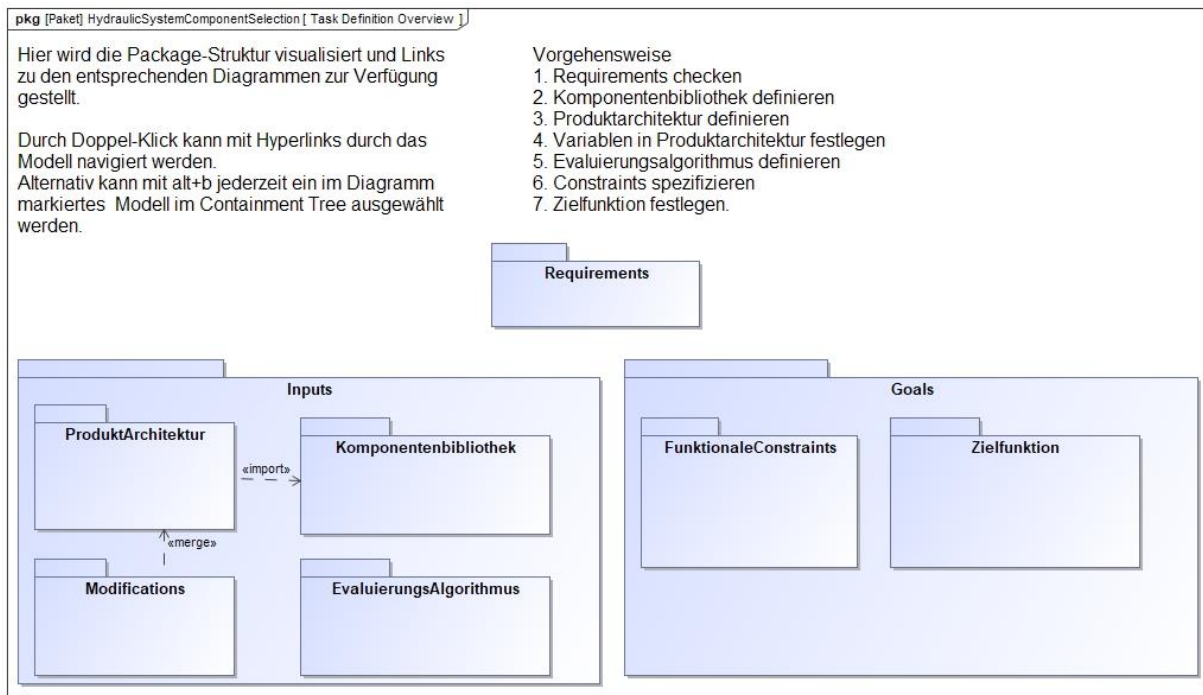 pkg [Paket] HydraulicSystemComponentSelection [ Task Definition Overview ]
Hier wird die Package-Struktur visualisiert und Links
zu den entsprechenden Diagrammen zur Verfügung
gestellt.
Durch Doppel-Klick kann mit Hyperlinks durch das
Modell navigiert werden.
Alternativ kann mit alt+b jederzeit ein im Diagramm
markiertes Modell im Containment Tree ausgewählt
werden.
Vorgehensweise
1. Requirements checken
2. Komponentenbibliothek definieren
3. Produktarchitektur definieren
4. Variablen in Produktarchitektur festlegen
5. Evaluierungsalgorithmus definieren
6. Constraints spezifizieren
7. Zielfunktion festlegen.
Requirements
Inputs
ProduktArchitektur
«import»
Komponentenbibliothek
«merge»
Modifications
EvaluierungsAlgorithmus
Goals
FunktionaleConstraints
Zielfunktion